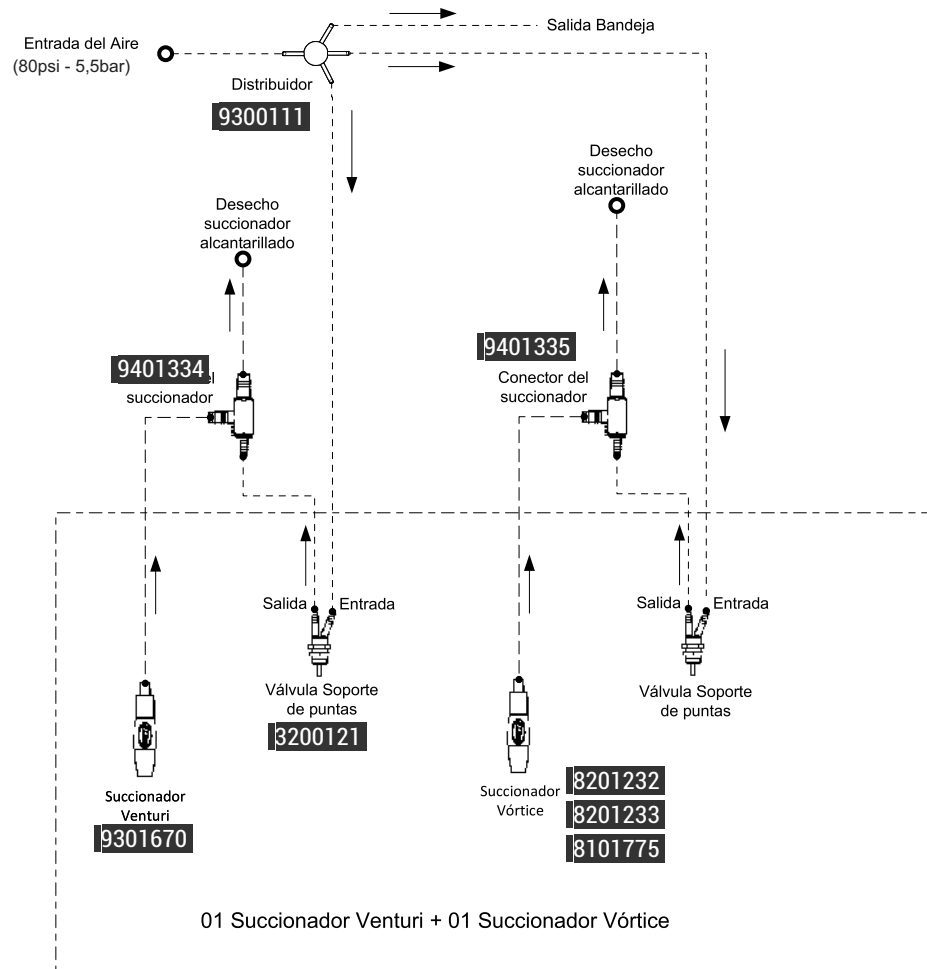 Salida Bandeja
Entrada del Aire
(80psi - 5,5bar)
Distribuidor
9300111
Desecho
succionador
alcantarillado
Desecho
succionador
alcantarillado
9401335
9401334
Conector del
succionador
succionador
Salida
Entrada
Salida
Entrada
Válvula Soporte
de puntas
3200121
Válvula Soporte
de puntas
Succionador
Venturi
9301670
Succionador
Vórtice
8201232
8201233
8101775
01 Succionador Venturi + 01 Succionador Vórtice